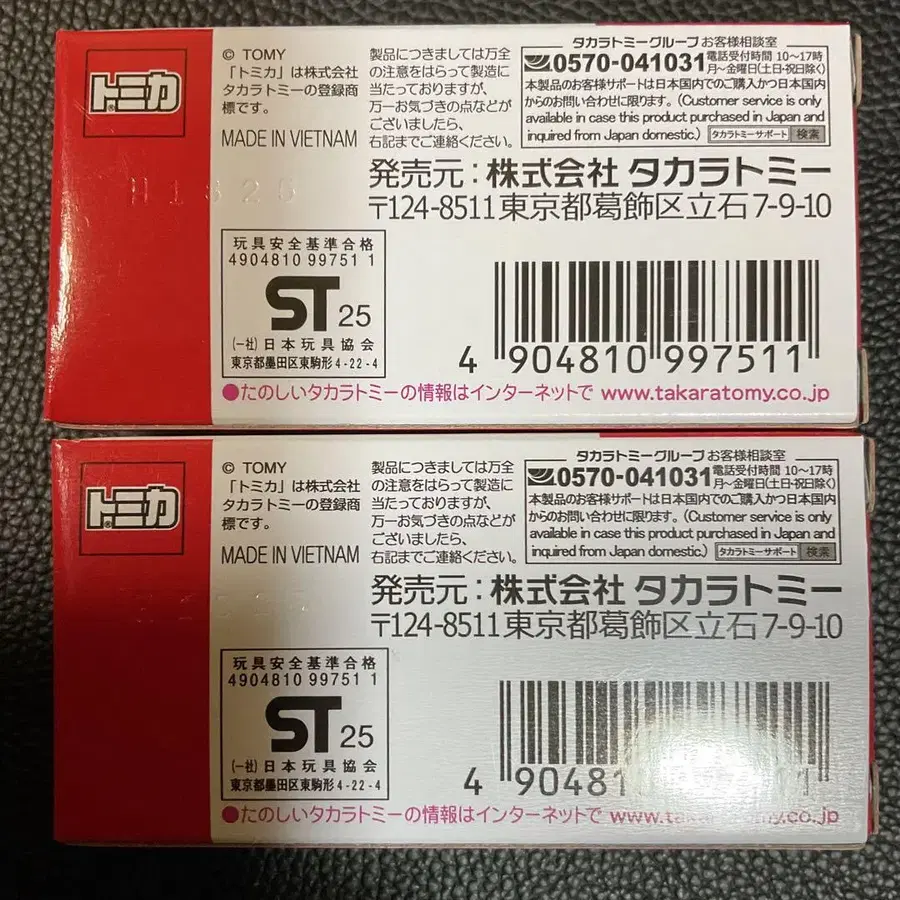 トミカ
© TOMY
「トミカ」は株式会社
タカラトミーの登録商
標です。
MADE IN VIETNAM
製品につきましては万全
の注意をはらって製造に
当たっておりますが、
万一お気づきの点などが
ございましたら、
右記までご連絡ください。
タカラトミーグループ お客様相談室
0570-041031 電話受付時間 10〜17時
月〜金曜日(土日・祝日除く)
本製品のお客様サポートは日本国内でのご購入かつ日本国内
からのお問い合わせに限ります。(Customer service is only
available in case this product purchased in Japan and
inquired from Japan domestic.) タカラトミーサポート 検索
発売元:株式会社 タカラトミー
〒124-8511東京都葛飾区立石7-9-10
玩具安全基準合格
4904810 99751 1
ST 25
(一社)日本玩具協会
東京都墨田区東駒形4-22-4
4 904810 997511
●たのしいタカラトミーの情報はインターネットで www.takaratomy.co.jp
トミカ
© TOMY
「トミカ」は株式会社
タカラトミーの登録商
標です。
MADE IN VIETNAM
製品につきましては万全
の注意をはらって製造に
当たっておりますが、
万一お気づきの点などが
ございましたら、
右記までご連絡ください。
タカラトミーグループ お客様相談室
0570-041031 電話受付時間 10〜17時
月〜金曜日(土日・祝日除く)
本製品のお客様サポートは日本国内でのご購入かつ日本国内
からのお問い合わせに限ります。(Customer service is only
available in case this product purchased in Japan and
inquired from Japan domestic.) タカラトミーサポート 検索
発売元:株式会社 タカラトミー
〒124-8511東京都葛飾区立石7-9-10
玩具安全基準合格
4904810 99751 1
ST 25
(一社)日本玩具協会
東京都墨田区東駒形4-22-4
4 90481
●たのしいタカラトミーの情報はインターネットで www.takaratomy.co.jp